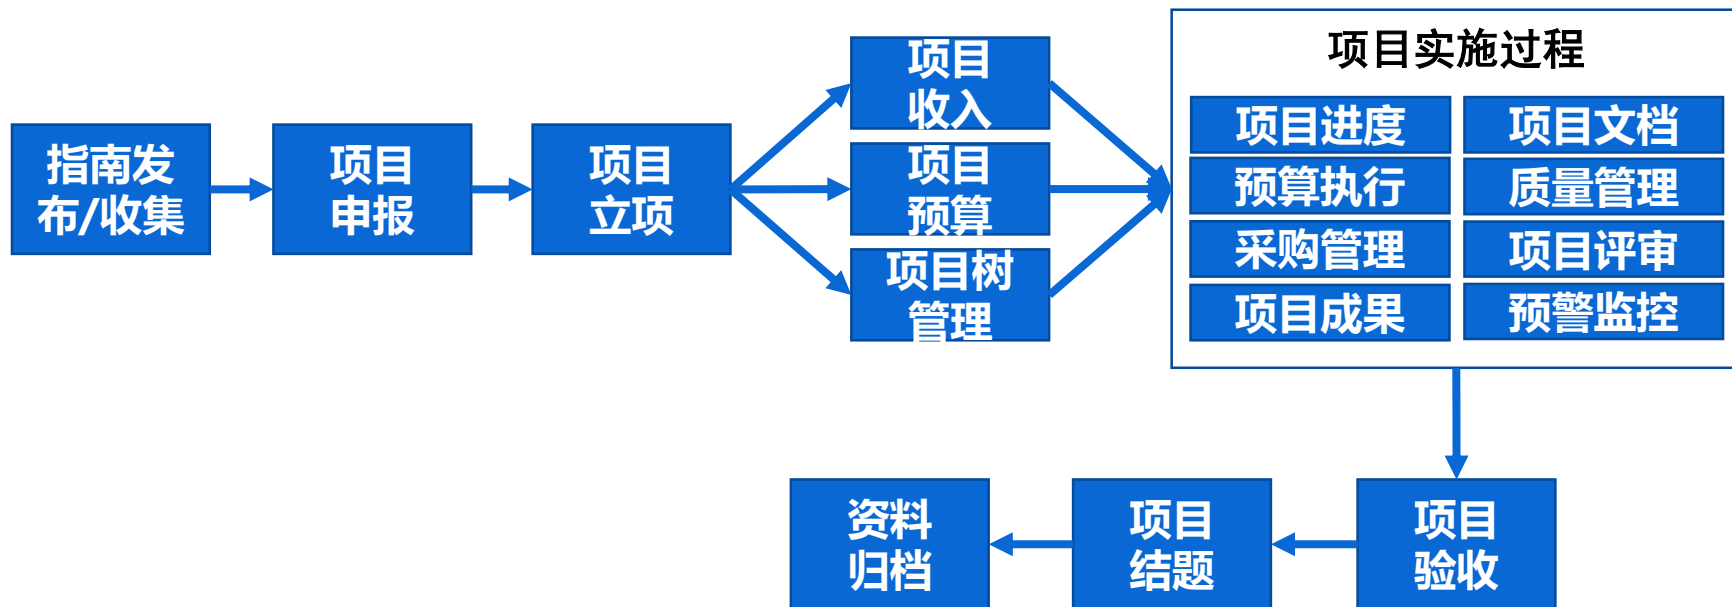 指南发
布/收集
项目
申报
项目
立项
项目
收入
项目
预算
项目树
管理
项目实施过程
项目进度
项目文档
预算执行
质量管理
采购管理
项目评审
项目成果
预警监控
项目
验收
项目
结题
资料
归档